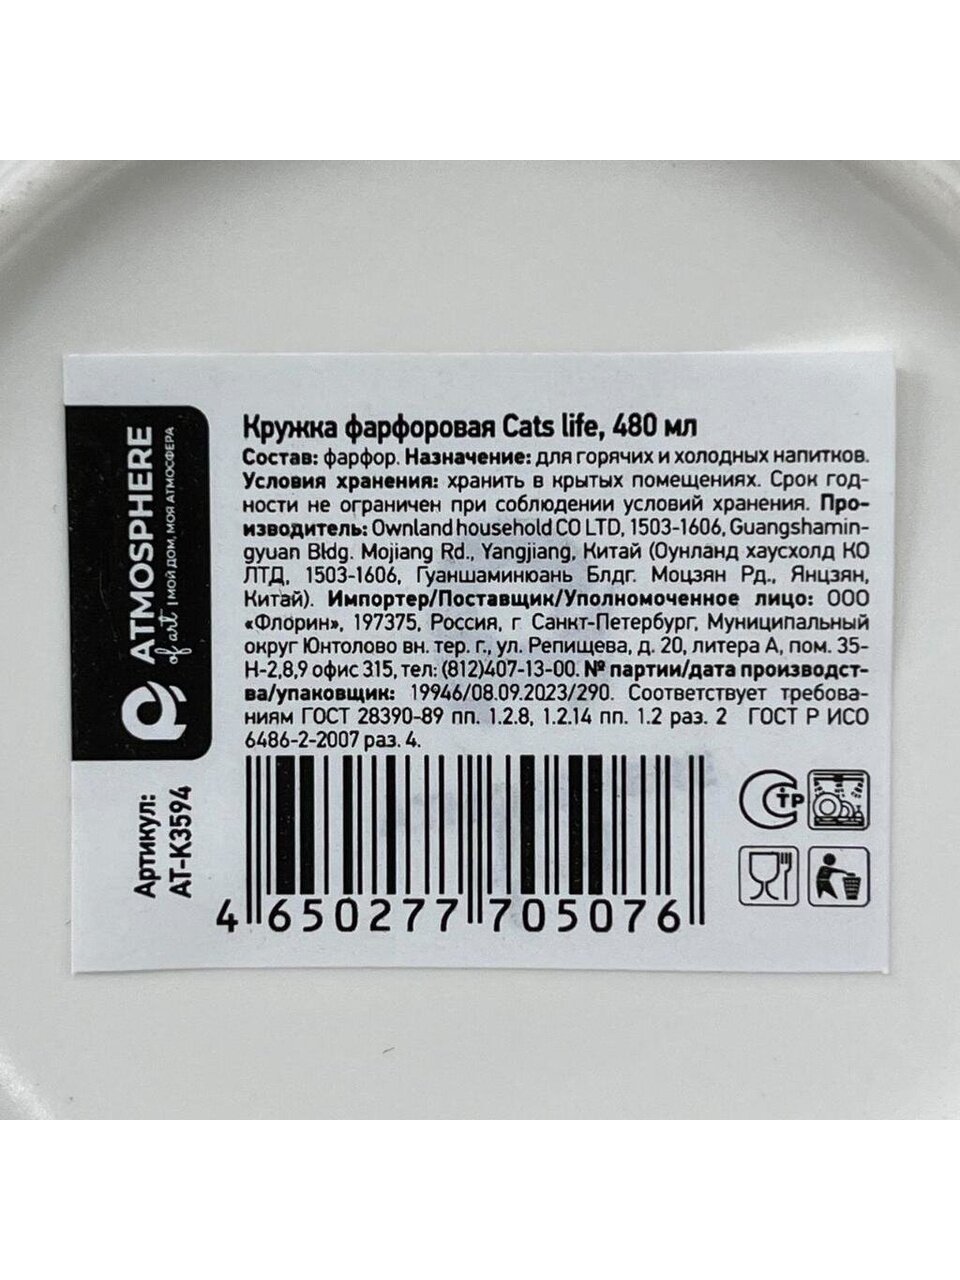 Кружка фарфоровая Cats life, 480 мл
Состав: фарфор. Назначение: для горячих и холодных напитков.
Условия хранения: хранить в крытых помещениях. Срок год-
ности не ограничен при соблюдении условий хранения. Про-
изводитель: Ownland household CO LTD, 1503-1606, Guangshamin-
gyuan Bldg. Mojiang Rd., Yangjiang, Китай (Оунланд хаусхолд КО
ЛТД, 1503-1606, Гуаншаминюань Блдг. Моцзян Рд., Янцзян,
Китай). Импортер/Поставщик/Уполномоченное лицо: ООО
«Флорин», 197375, Россия, г. Санкт-Петербург, Муниципальный
округ Юнтолово вн. тер. г., ул. Репищева, д. 20, литера А, пом. 35-
Н-2,8,9 офис 315, тел: (812)407-13-00. № партии/дата производст-
ва/упаковщик: 19946/08.09.2023/290. Соответствует требова-
ниям ГОСТ 28390-89 пп. 1.2.8, 1.2.14 пп. 1.2 раз. 2 ГОСТ Р ИСО
6486-2-2007 раз. 4.
ATMOSPHERE
of art | МОЙ ДОМ, МОЯ АТМОСФЕРА
Артикул:
AT-K3594
4 650277 705076
СТР